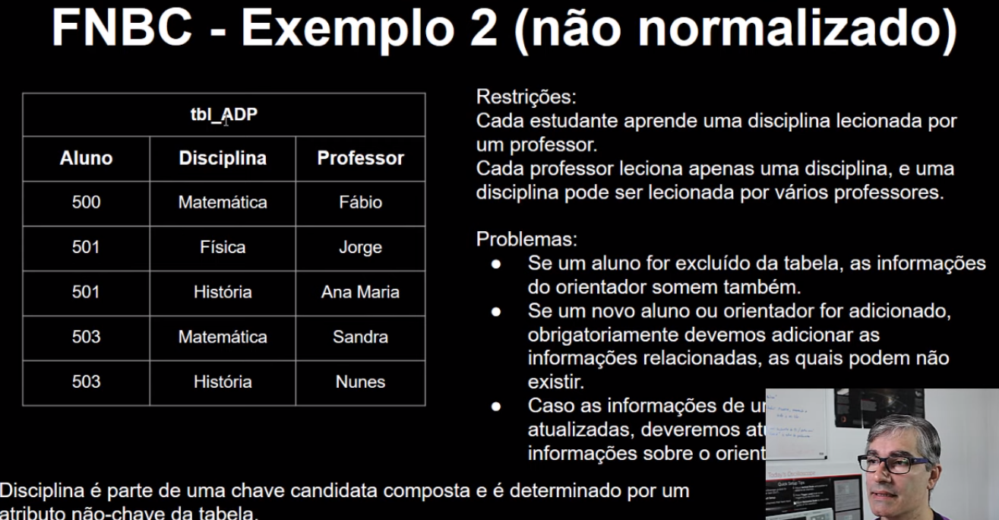 FNBC - Exemplo 2 (não normalizado)
tbl_ADP
Aluno Disciplina Professor
500 Matemática Fábio
501 Física Jorge
501 História Ana Maria
503 Matemática Sandra
503 História Nunes
Restrições:
Cada estudante aprende uma disciplina lecionada por
um professor.
Cada professor leciona apenas uma disciplina, e uma
disciplina pode ser lecionada por vários professores.
Problemas:
● Se um aluno for excluído da tabela, as informações
do orientador somem também.
● Se um novo aluno ou orientador for adicionado,
obrigatoriamente devemos adicionar as
informações relacionadas, as quais podem não
existir.
● Caso as informações de
atualizadas, deveremos
informações sobre o
Disciplina é parte de uma chave candidata composta e é determinado por um
atributo não-chave da tabela.